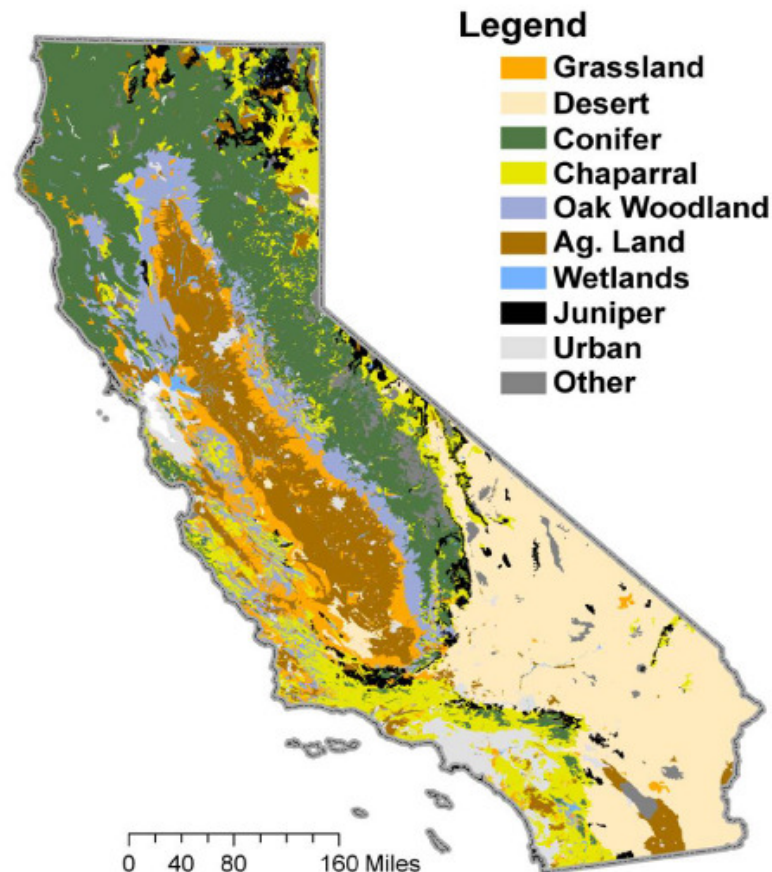 Legend
Grassland
Desert
Conifer
Chaparral
Oak Woodland
Ag. Land
Wetlands
Juniper
Urban
Other
0 40 80 160 Miles